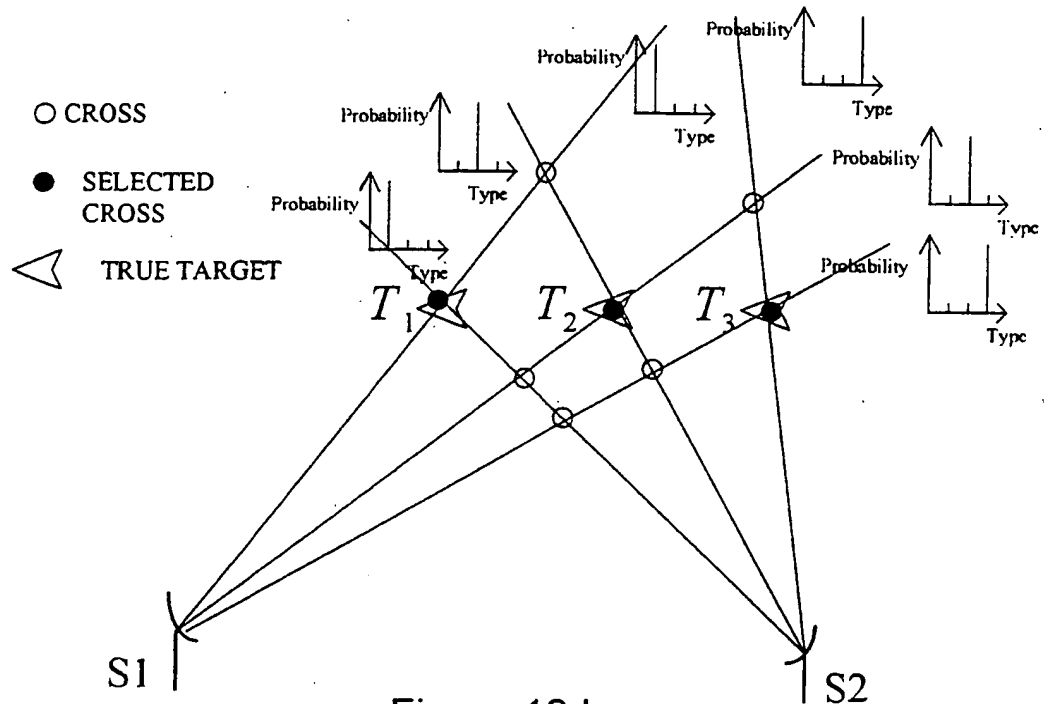 CROSS
SELECTED
CROSS
TRUE TARGET
Probability
Type
Probability
Type
Probability
Type
Probability
Type
Probability
Type
Probability
Type
T1
T2
T3
S1
S2